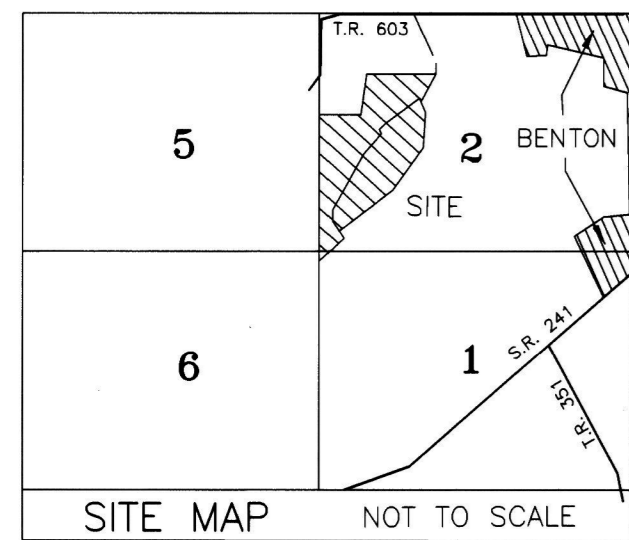 T.R. 603
5
2
BENTON
SITE
6
1
S.R. 241
T.R. 351
SITE MAP
NOT TO SCALE